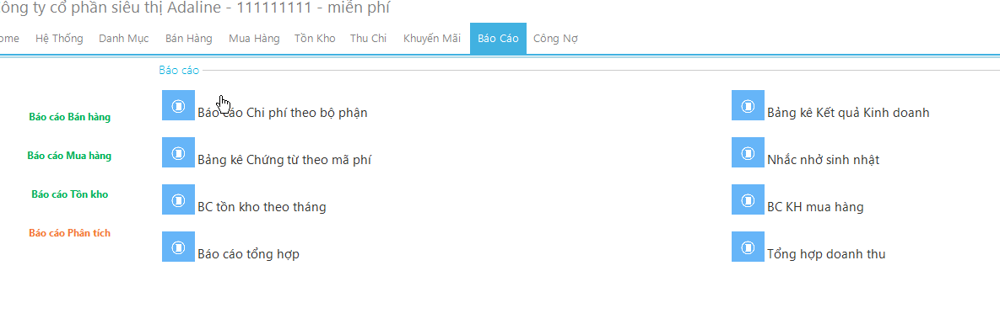 ông ty cổ phần siêu thị Adaline - 111111111 - miễn phí
ome Hệ Thống Danh Mục Bán Hàng Mua Hàng Tồn Kho Thu Chi Khuyến Mãi Báo Cáo Công Nợ
Báo cáo
Báo cáo Bán hàng
Báo cáo Mua hàng
Báo cáo Tồn kho
Báo cáo Phân tích
Báo cáo Chi phí theo bộ phận
Bảng kê Kết quả Kinh doanh
Bảng kê Chứng từ theo mã phí
Nhắc nhở sinh nhật
BC tồn kho theo tháng
BC KH mua hàng
Báo cáo tổng hợp
Tổng hợp doanh thu